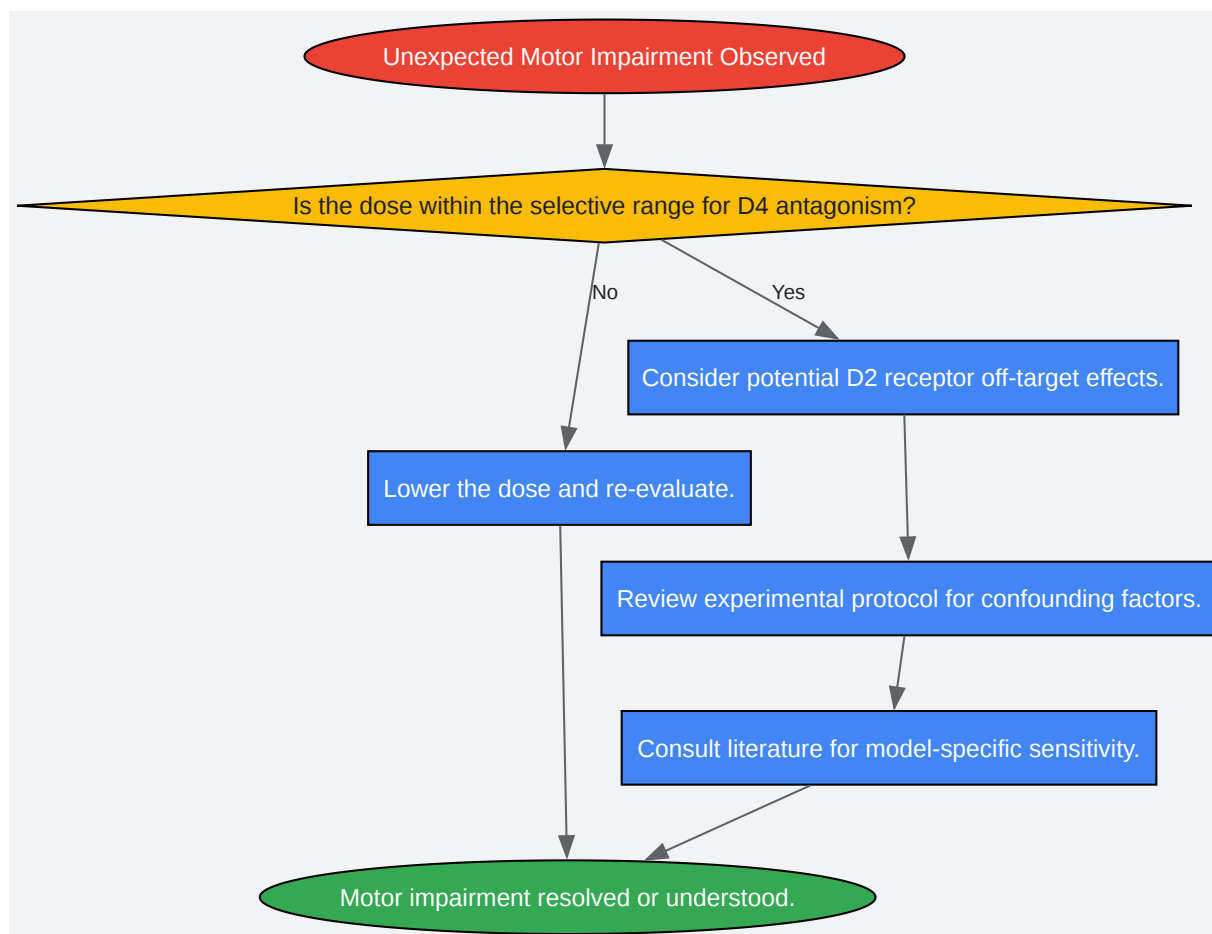 Unexpected Motor Impairment Observed
Is the dose within the selective range for D4 antagonism?
No
Yes
Consider potential D2 receptor off-target effects.
Lower the dose and re-evaluate.
Review experimental protocol for confounding factors.
Consult literature for model-specific sensitivity.
Motor impairment resolved or understood.